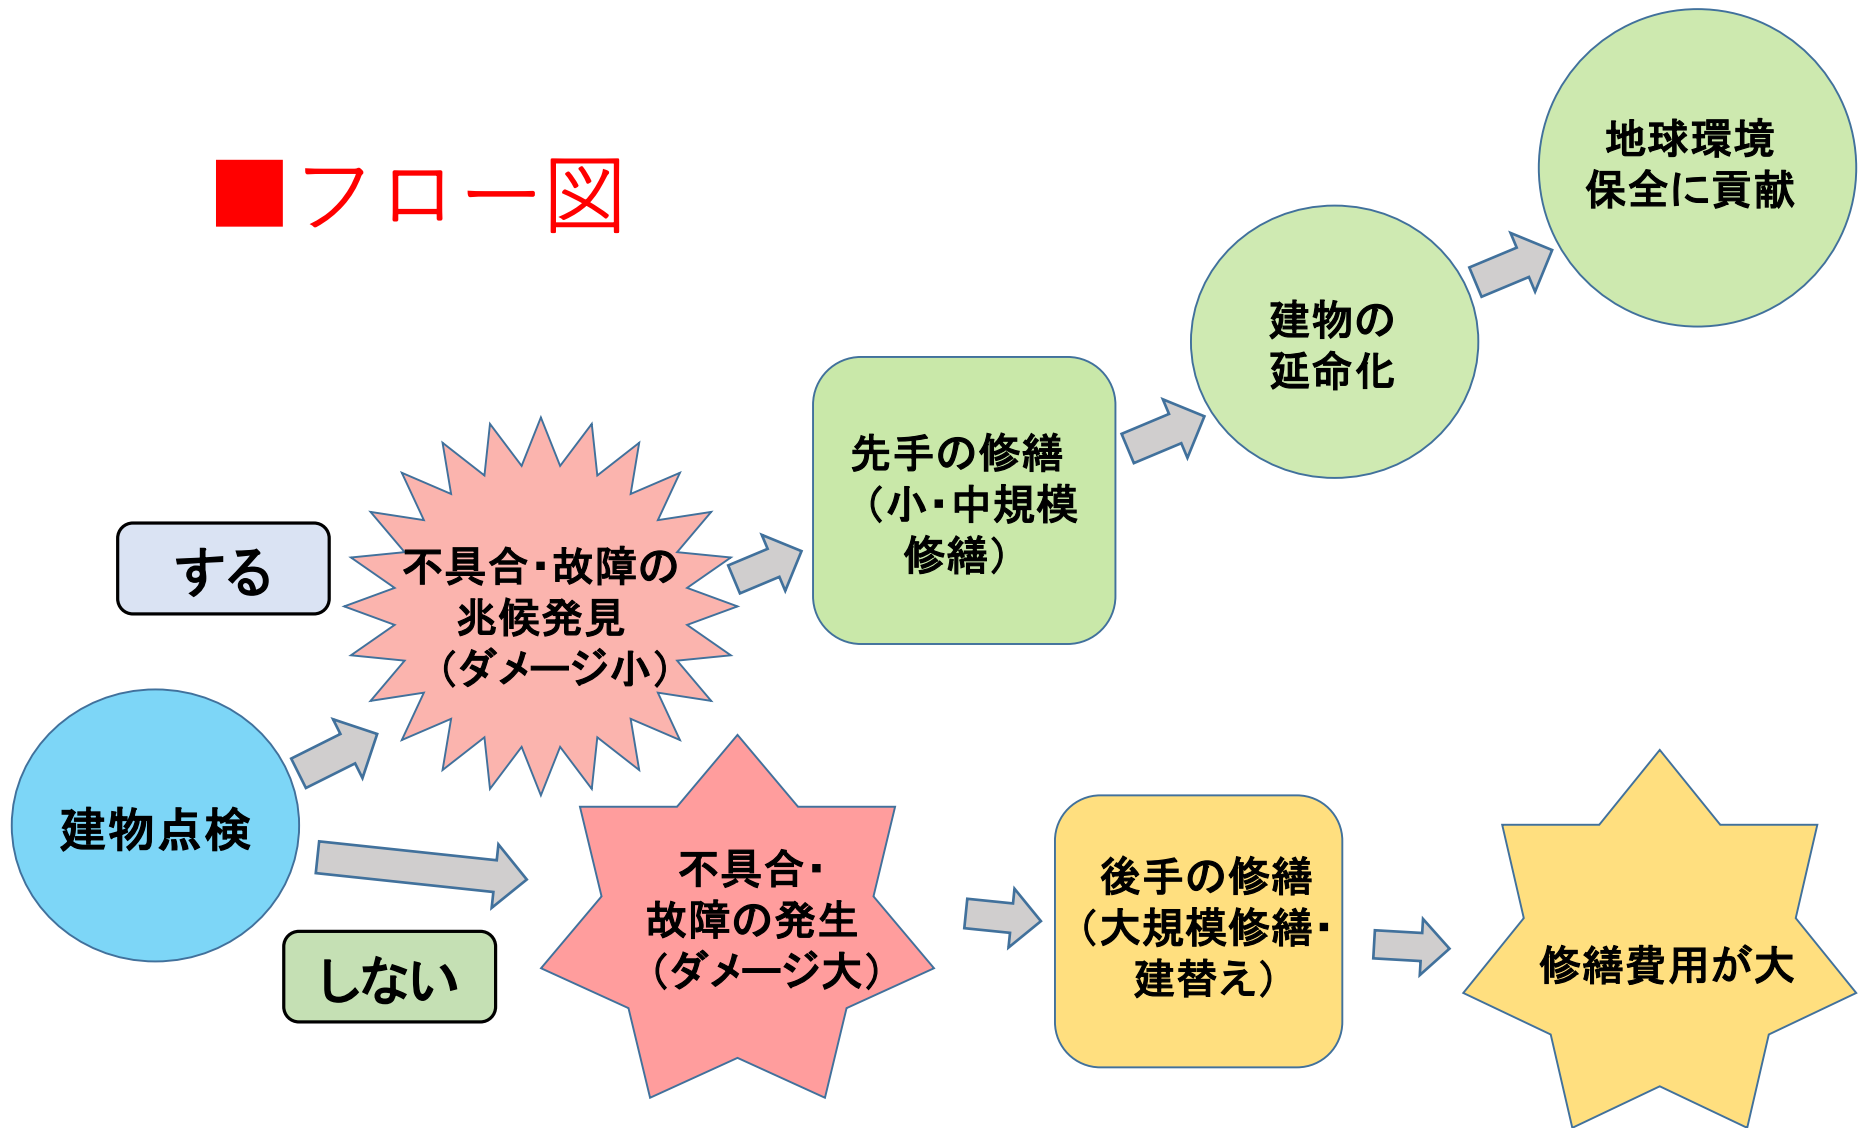 ■フロー図
地球環境
保全に貢献
建物の
延命化
先手の修繕
（小・中規模
修繕）
する
不具合・故障の
兆候発見
（ダメージ小）
建物点検
しない
不具合・
故障の発生
（ダメージ大）
後手の修繕
（大規模修繕・
建替え）
修繕費用が大